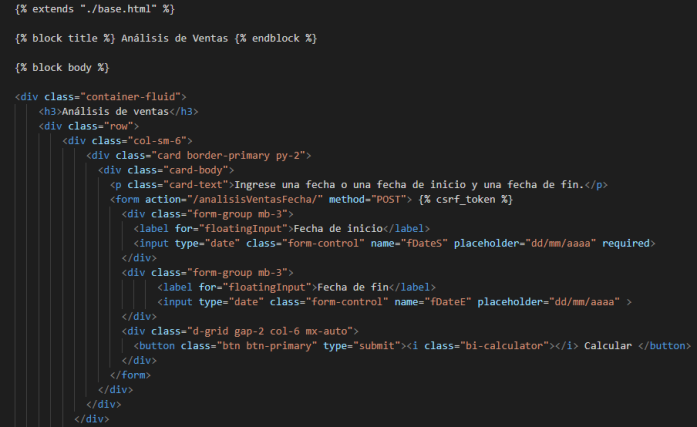 {% extends "./base.html" %}
{% block title %} Análisis de Ventas {% endblock %}
{% block body %}
<div class="container-fluid">
<h3>Análisis de ventas</h3>
<div class="row">
<div class="col-sm-6">
<div class="card border-primary py-2">
<div class="card-body">
<p class="card-text">Ingrese una fecha o una fecha de inicio y una fecha de fin.</p>
<form action="/analisisVentasFecha/" method="POST"> {% csrf_token %}
<div class="form-group mb-3">
<label for="floatingInput">Fecha de inicio</label>
<input type="date" class="form-control" name="fDateS" placeholder="dd/mm/aaaa" required>
</div>
<div class="form-group mb-3">
<label for="floatingInput">Fecha de fin</label>
<input type="date" class="form-control" name="fDateE" placeholder="dd/mm/aaaa" >
</div>
<div class="d-grid gap-2 col-6 mx-auto">
<button class="btn btn-primary" type="submit"><i class="bi-calculator"></i> Calcular </button>
</div>
</form>
</div>
</div>
</div>